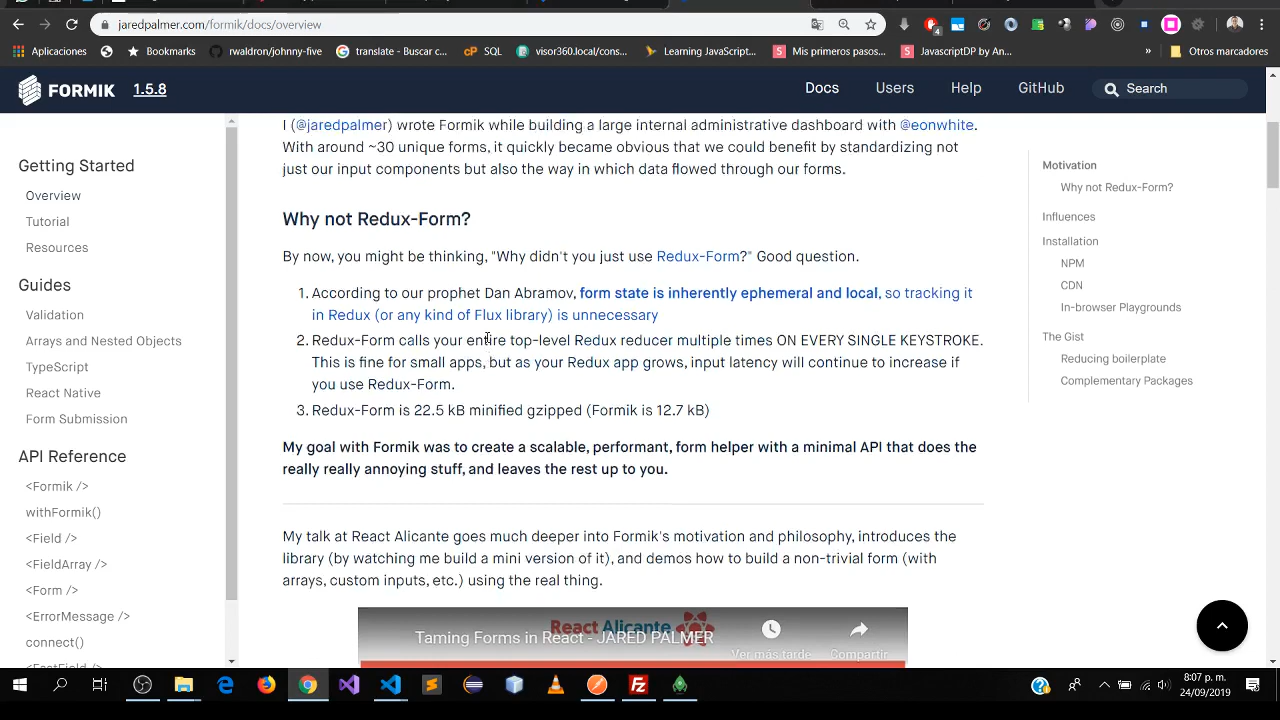 jaredpalmer.com/formik/docs/overview
Aplicaciones
Bookmarks
rwaldron/johnny-five
translate - Buscar c...
SQL
visor360.local/cons...
Learning JavaScript...
Mis primeros pasos...
JavascriptDP by An...
»
Otros marcadores
FORMIK 1.5.8
Docs
Users
Help
GitHub
Search
Getting Started
Overview
Tutorial
Resources
Guides
Validation
Arrays and Nested Objects
TypeScript
React Native
Form Submission
API Reference
<Formik />
withFormik()
<Field />
<FieldArray />
<Form />
<ErrorMessage />
connect()
<FastField />
I (@jaredpalmer) wrote Formik while building a large internal administrative dashboard with @eonwhite.
With around ~30 unique forms, it quickly became obvious that we could benefit by standardizing not
just our input components but also the way in which data flowed through our forms.
Why not Redux-Form?
By now, you might be thinking, "Why didn't you just use Redux-Form?" Good question.
1. According to our prophet Dan Abramov, form state is inherently ephemeral and local, so tracking it
in Redux (or any kind of Flux library) is unnecessary
2. Redux-Form calls your entire top-level Redux reducer multiple times ON EVERY SINGLE KEYSTROKE.
This is fine for small apps, but as your Redux app grows, input latency will continue to increase if
you use Redux-Form.
3. Redux-Form is 22.5 kB minified gzipped (Formik is 12.7 kB)
My goal with Formik was to create a scalable, performant, form helper with a minimal API that does the
really really annoying stuff, and leaves the rest up to you.
My talk at React Alicante goes much deeper into Formik's motivation and philosophy, introduces the
library (by watching me build a mini version of it), and demos how to build a non-trivial form (with
arrays, custom inputs, etc.) using the real thing.
React Alicante
Taming Forms in React - JARED PALMER
Ver más tarde
Compartir
Motivation
Why not Redux-Form?
Influences
Installation
NPM
CDN
In-browser Playgrounds
The Gist
Reducing boilerplate
Complementary Packages
4
8:07 p. m.
24/09/2019